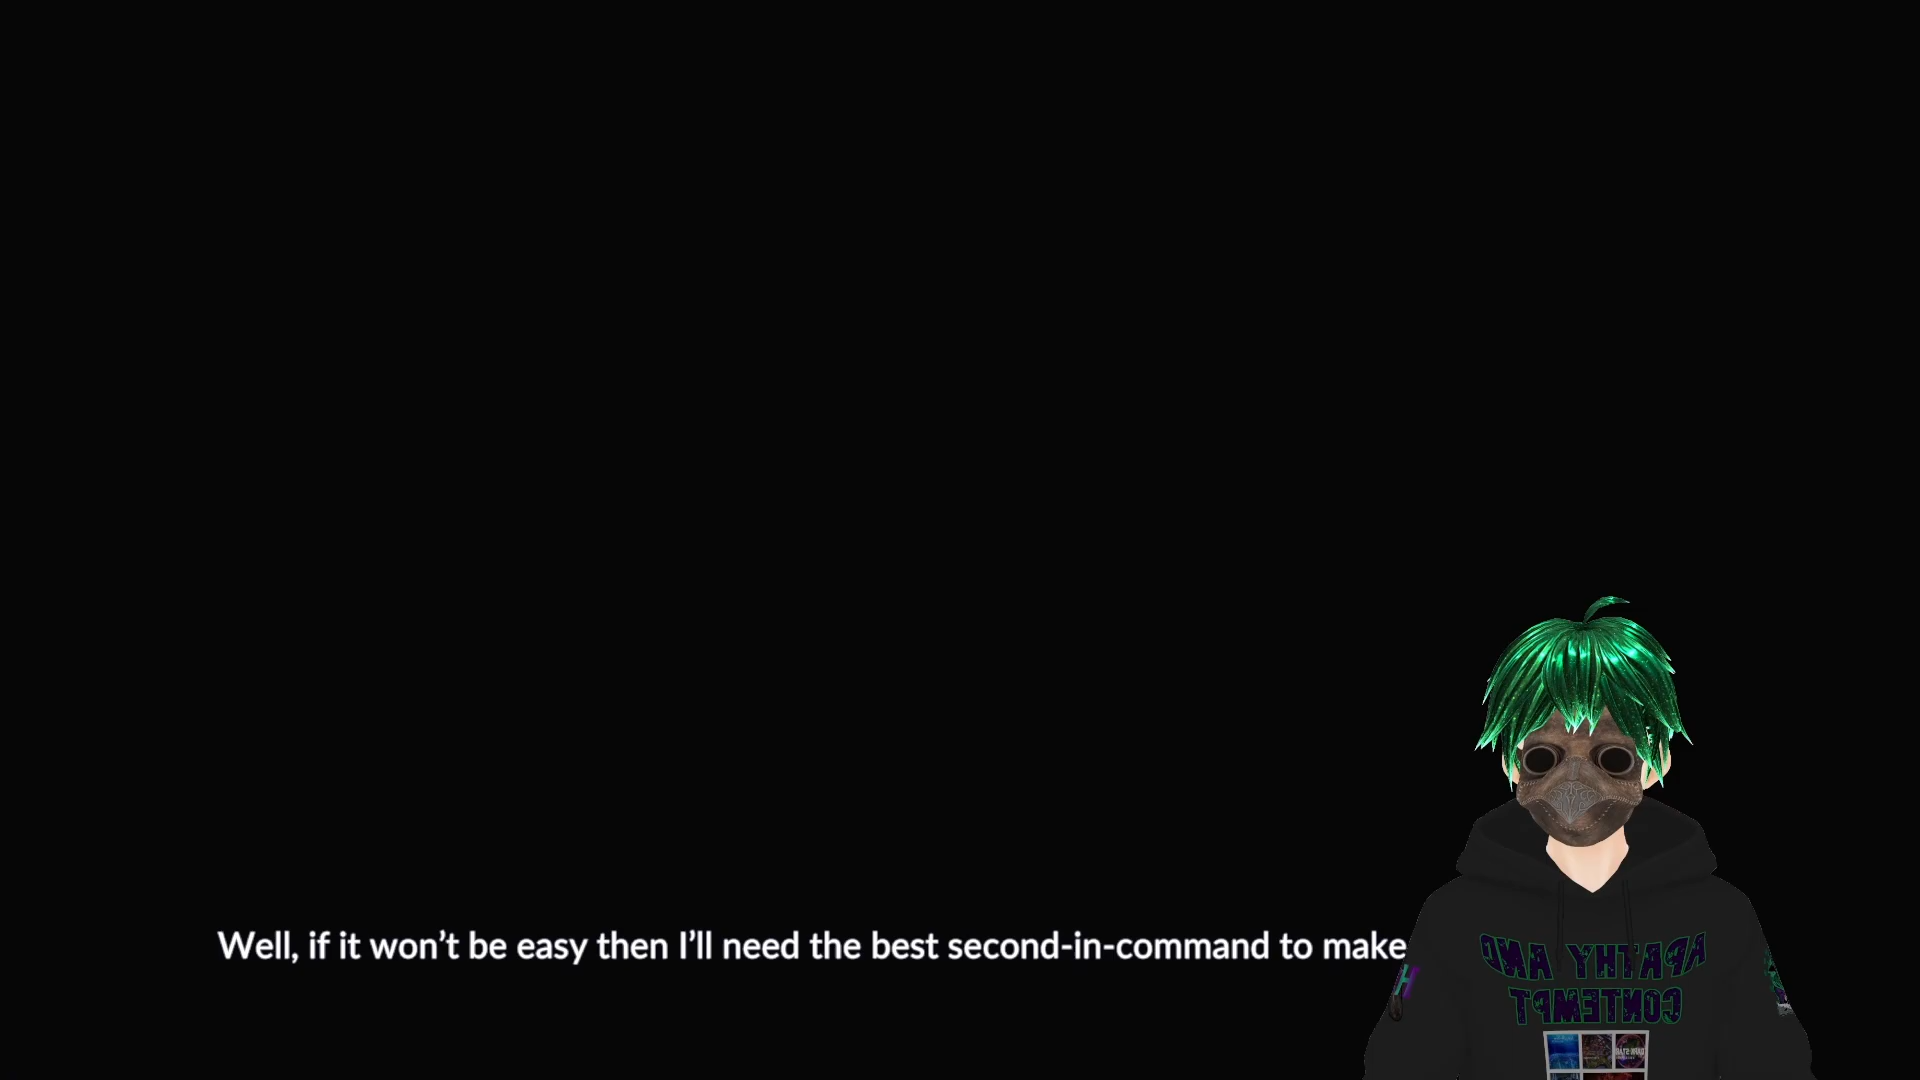 Well, if it won’t be easy then I’ll need the best second-in-command to make
H
APATHY AND
CONTEMPT